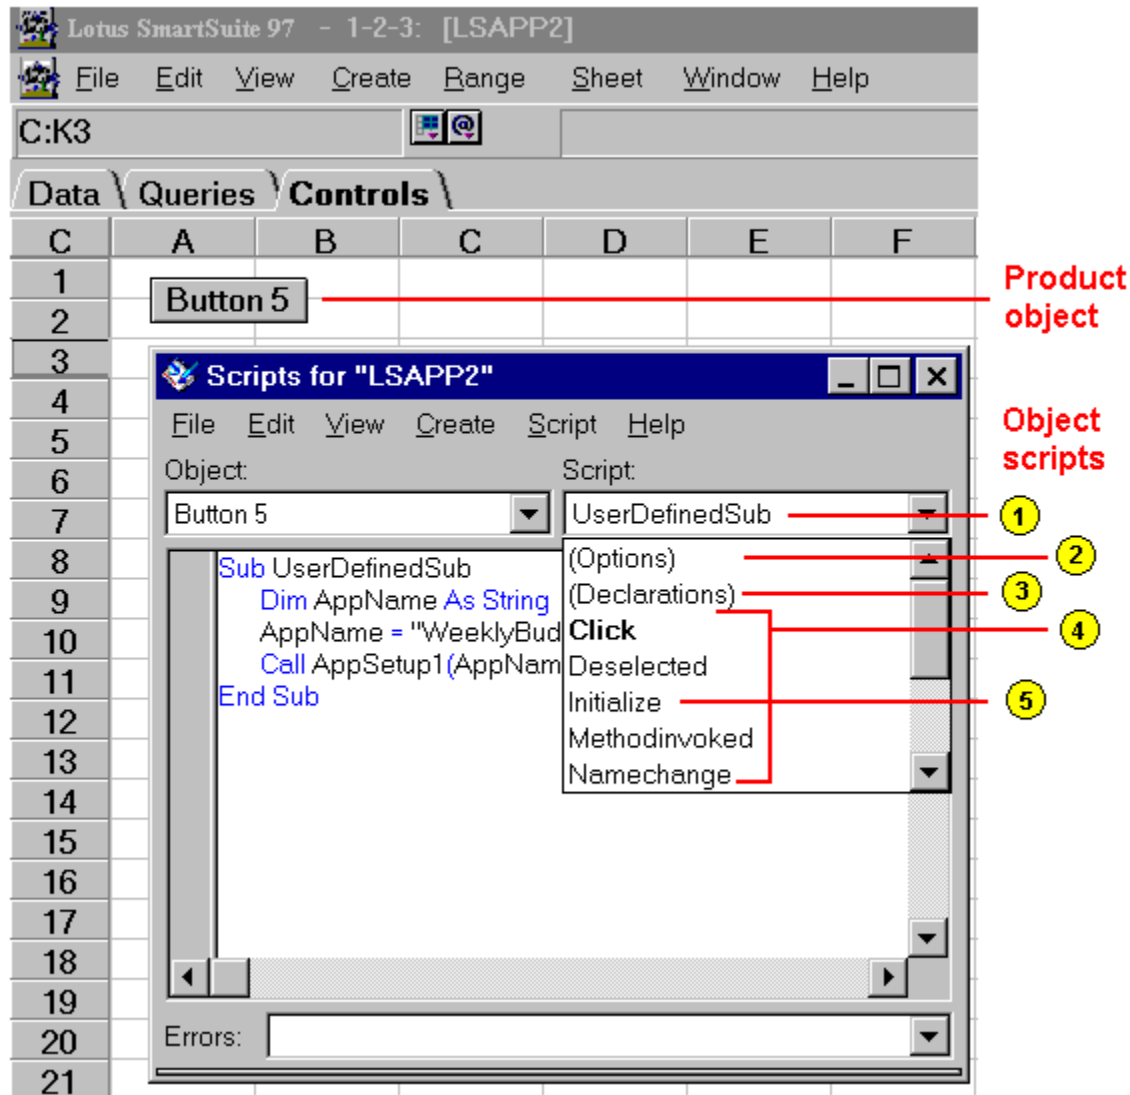 Lotus SmartSuite 97 - 1-2-3: [LSAPP2]
File Edit View Create Range Sheet Window Help
C:K3 @
Data Queries Controls
C A B C D E F
1
Button 5
2
Product
object
3
Scripts for "LSAPP2"
4
File Edit View Create Script Help
5
Object
scripts
6
Object: Script:
7
Button 5 UserDefinedSub 1
8
Sub UserDefinedSub (Options) 2
9
Dim AppName As String (Declarations) 3
10
AppName = "WeeklyBud Click 4
11
Call AppSetup1(AppNam Deselected
End Sub Initialize 5
12
13
Methodinvoked
Namechange
14
15
16
17
18
19
20
Errors:
21